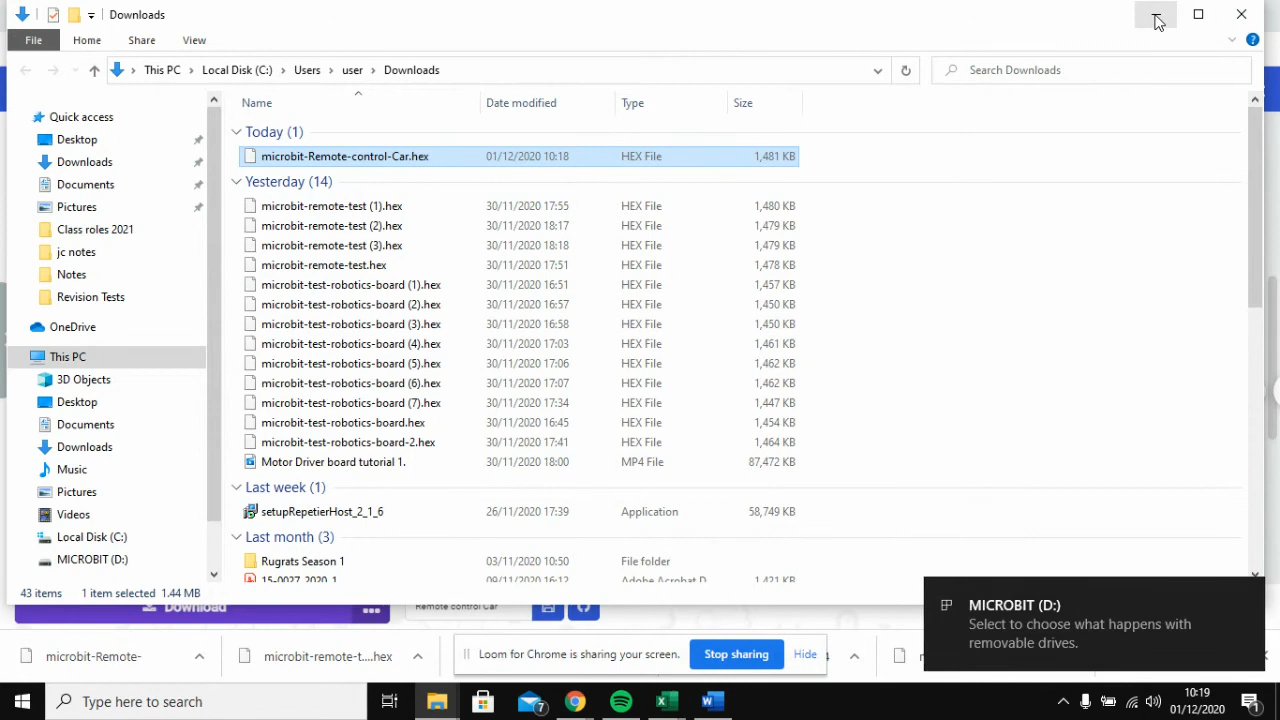 Downloads
File Home Share View
This PC Local Disk (C:) Users user Downloads
Search Downloads
Name Date modified Type Size
Quick access
Desktop
Downloads
Documents
Pictures
Class roles 2021
jc notes
Notes
Revision Tests
OneDrive
This PC
3D Objects
Desktop
Documents
Downloads
Music
Pictures
Videos
Local Disk (C:)
MICROBIT (D:)
Today (1)
microbit-Remote-control-Car.hex 01/12/2020 10:18 HEX File 1,481 KB
Yesterday (14)
microbit-remote-test (1).hex 30/11/2020 17:55 HEX File 1,480 KB
microbit-remote-test (2).hex 30/11/2020 18:17 HEX File 1,479 KB
microbit-remote-test (3).hex 30/11/2020 18:18 HEX File 1,479 KB
microbit-remote-test.hex 30/11/2020 17:51 HEX File 1,478 KB
microbit-test-robotics-board (1).hex 30/11/2020 16:51 HEX File 1,457 KB
microbit-test-robotics-board (2).hex 30/11/2020 16:57 HEX File 1,450 KB
microbit-test-robotics-board (3).hex 30/11/2020 16:58 HEX File 1,450 KB
microbit-test-robotics-board (4).hex 30/11/2020 17:03 HEX File 1,461 KB
microbit-test-robotics-board (5).hex 30/11/2020 17:06 HEX File 1,462 KB
microbit-test-robotics-board (6).hex 30/11/2020 17:07 HEX File 1,462 KB
microbit-test-robotics-board (7).hex 30/11/2020 17:34 HEX File 1,447 KB
microbit-test-robotics-board.hex 30/11/2020 16:45 HEX File 1,454 KB
microbit-test-robotics-board-2.hex 30/11/2020 17:41 HEX File 1,464 KB
Motor Driver board tutorial 1. 30/11/2020 18:00 MP4 File 87,472 KB
Last week (1)
setupRepetierHost_2_1_6 26/11/2020 17:39 Application 58,749 KB
Last month (3)
Rugrats Season 1 03/11/2020 10:50 File folder
15-0027_2020_1 09/11/2020 16:12 Adobe Acrobat D... 1,421 KB
43 items 1 item selected 1.44 MB
Download
Remote control Car
MICROBIT (D:)
Select to choose what happens with
removable drives.
microbit-Remote-
microbit-remote-t....hex
Loom for Chrome is sharing your screen. Stop sharing Hide
Type here to search
7
10:19
01/12/2020
1